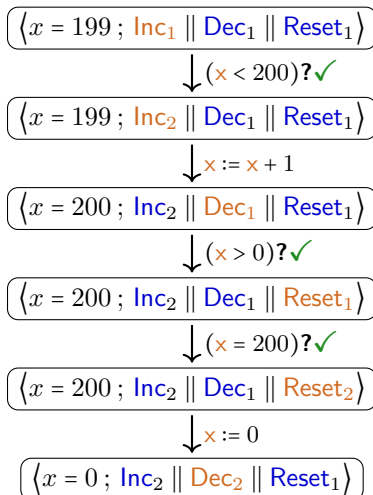 ⟨x = 199 ; Inc₁ || Dec₁ || Reset₁⟩
(x < 200)?✓
⟨x = 199 ; Inc₂ || Dec₁ || Reset₁⟩
x := x + 1
⟨x = 200 ; Inc₂ || Dec₁ || Reset₁⟩
(x > 0)?✓
⟨x = 200 ; Inc₂ || Dec₁ || Reset₁⟩
(x = 200)?✓
⟨x = 200 ; Inc₂ || Dec₁ || Reset₂⟩
x := 0
⟨x = 0 ; Inc₂ || Dec₂ || Reset₁⟩